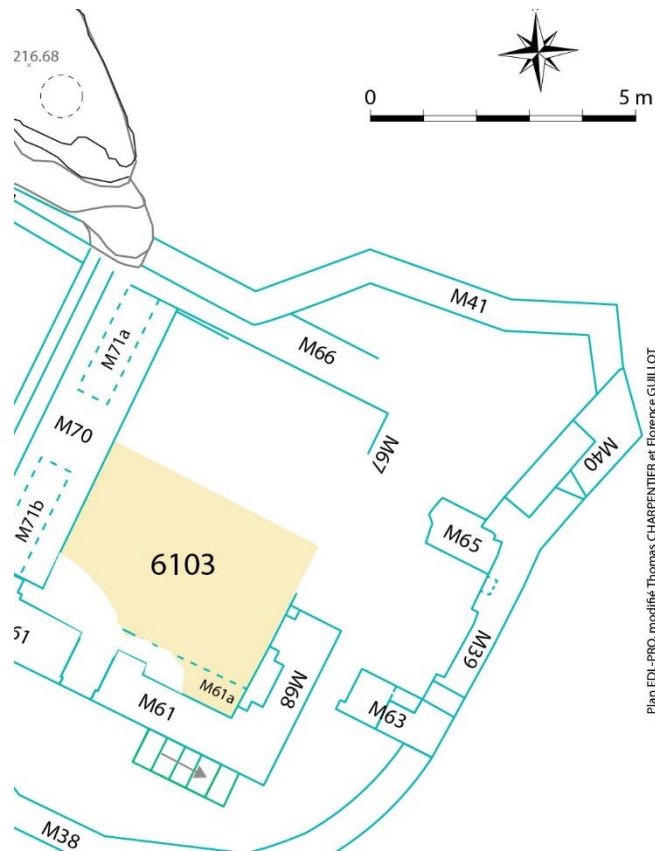 216.68
0
5 m
M41
M71a
M66
M70
M67
M40
M71b
6103
M65
61
M61a
M68
M39
M61
M63
M38
Plan EDL-PRO, modifié Thomas CHARPENTIER et Florence GUILLOT